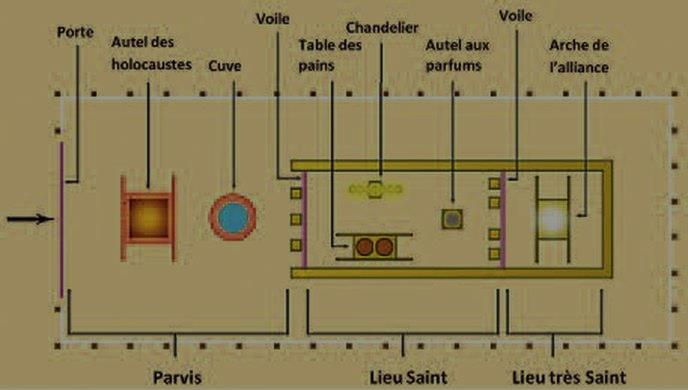 Porte
Autel des
holocaustes
Cuve
Voile
Table des
pains
Chandelier
Autel aux
parfums
Voile
Arche de
l'alliance
Parvis
Lieu Saint
Lieu très Saint